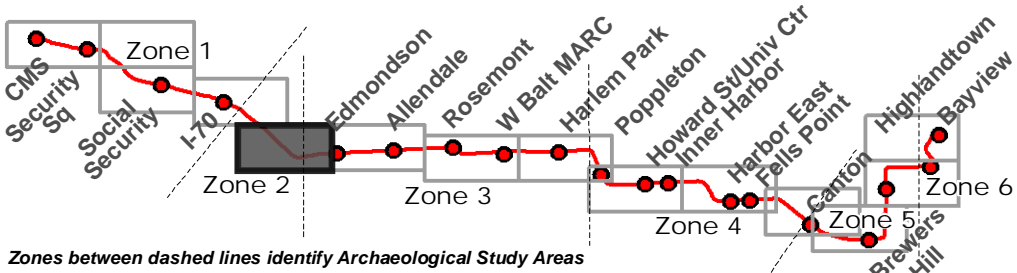 Zone 1
CMS
Security
Sq
Social
Security
I-70
Zone 2
Edmondson
Allendale
Rosemont
W Balt MARC
Harlem Park
Zone 3
Poppleton
Howard St/Univ Ctr
Inner Harbor
Harbor East
Fells Point
Zone 4
Canton
Zone 5
Brewers
Hill
Highlandtown
Bayview
Zone 6
Zones between dashed lines identify Archaeological Study Areas